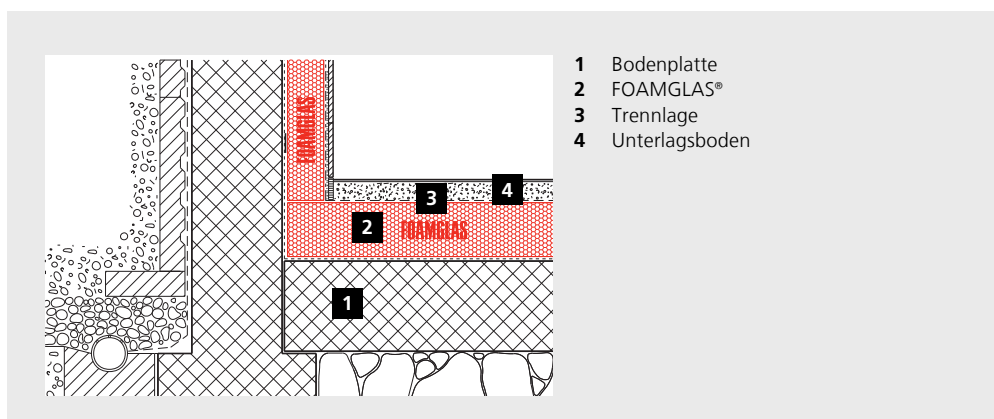 FOAMGLAS
FOAMGLAS
1
2
3
4
1 Bodenplatte
2 FOAMGLAS®
3 Trennlage
4 Unterlagsboden